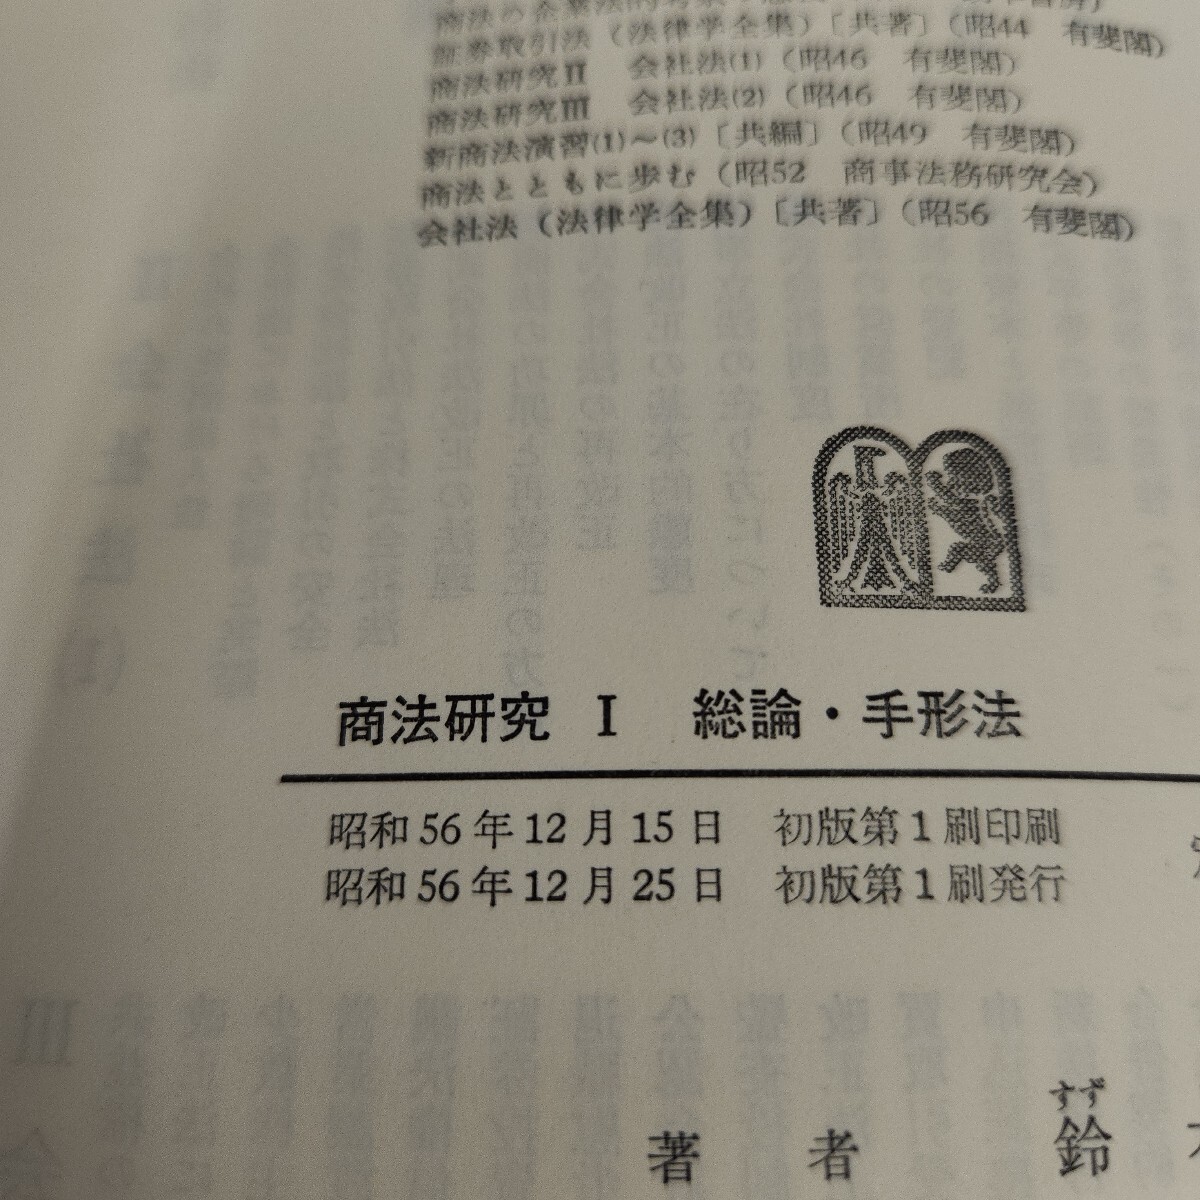 証券取引法（法律学全集）［共著］（昭44　有斐閣）
商法研究II　会社法(1)（昭46　有斐閣）
商法研究III　会社法(2)（昭46　有斐閣）
新商法演習(1)～(3)［共編］（昭49　有斐閣）
商法とともに歩む（昭52　商事法務研究会）
会社法（法律学全集）［共著］（昭56　有斐閣）
商法研究 I　総論・手形法
昭和56年12月15日　初版第1刷印刷
昭和56年12月25日　初版第1刷発行
すず
著　者　鈴